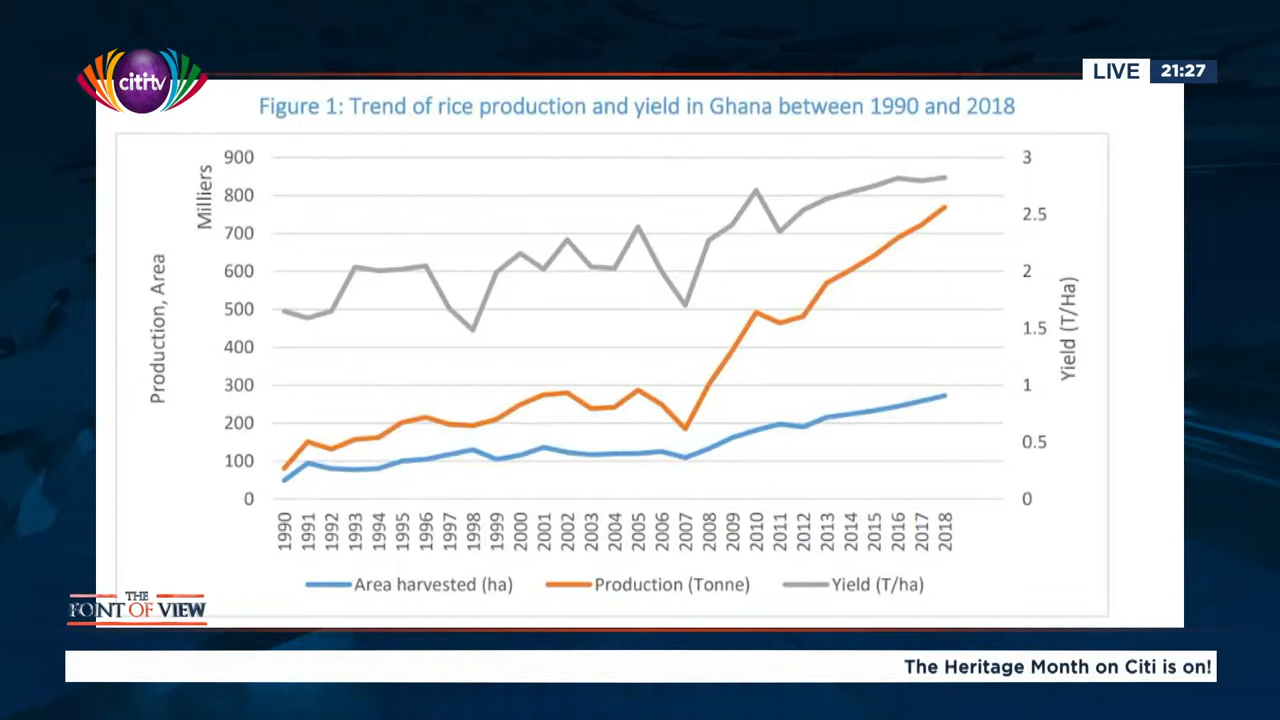 cititv
LIVE 21:27
Figure 1: Trend of rice production and yield in Ghana between 1990 and 2018
Milliers
Production, Area
900
800
700
600
500
400
300
200
100
0
3
2.5
2
1.5
1
0.5
0
Yield (T/Ha)
1990 1991 1992 1993 1994 1995 1996 1997 1998 1999 2000 2001 2002 2003 2004 2005 2006 2007 2008 2009 2010 2011 2012 2013 2014 2015 2016 2017 2018
Area harvested (ha) Production (Tonne) Yield (T/ha)
THE
OF VIEW
The Heritage Month on Citi is on!